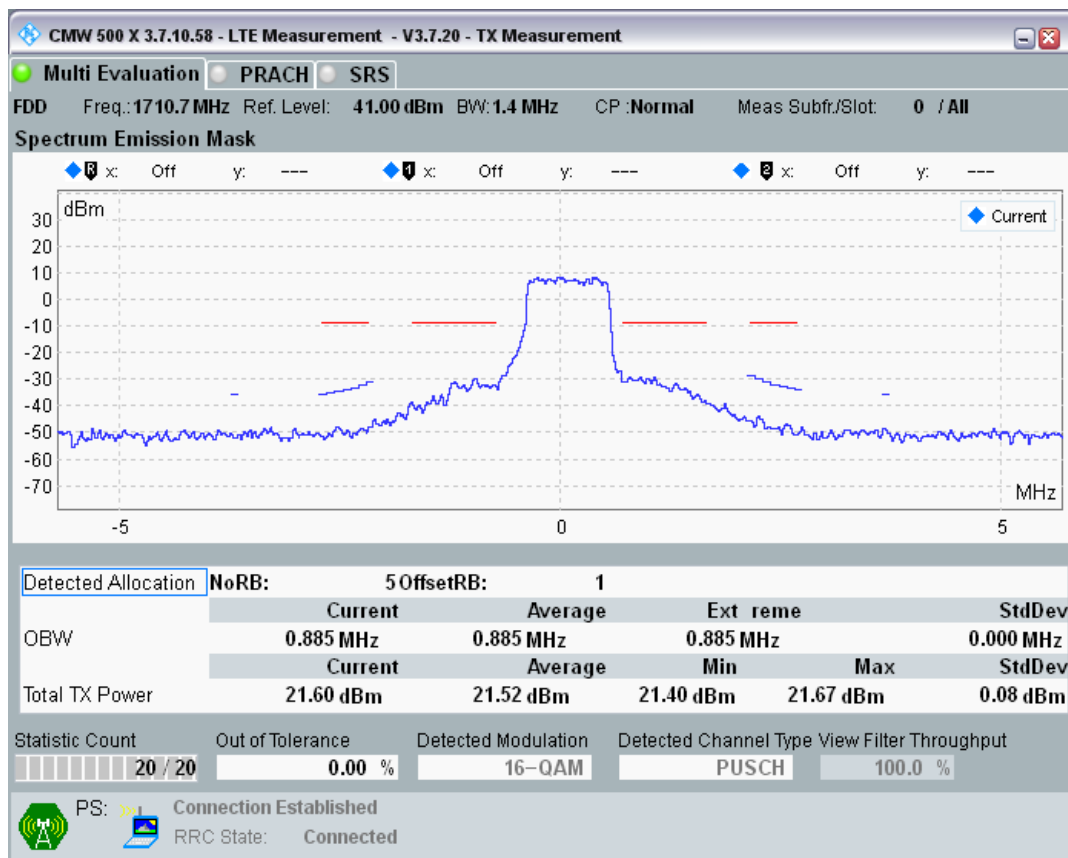 CMW 500 X 3.7.10.58 - LTE Measurement - V3.7.20 - TX Measurement
Multi Evaluation PRACH SRS
FDD Freq.: 1710.7 MHz Ref. Level: 41.00 dBm BW: 1.4 MHz CP :Normal Meas Subfr./Slot: 0 / All
Spectrum Emission Mask
R x: Off y: --- 1 x: Off y: --- 2 x: Off y: ---
dBm
Current
30
20
10
0
-10
-20
-30
-40
-50
-60
-70
MHz
-5 0 5
Detected Allocation NoRB: 5 OffsetRB: 1
Current Average Ext reme StdDev
OBW 0.885 MHz 0.885 MHz 0.885 MHz 0.000 MHz
Current Average Min Max StdDev
Total TX Power 21.60 dBm 21.52 dBm 21.40 dBm 21.67 dBm 0.08 dBm
Statistic Count Out of Tolerance Detected Modulation Detected Channel Type View Filter Throughput
20 / 20 0.00 % 16-QAM PUSCH 100.0 %
PS: Connection Established
RRC State: Connected